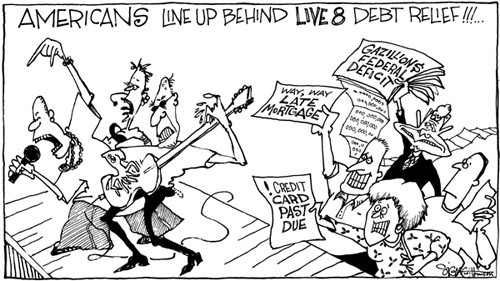 AMERICANS LINE UP BEHIND LIVE 8 DEBT RELIEF!!!...
GAZILLIONS
FEDERAL
DEFICIT
WAY, WAY
LATE
MORTGAGE
! CREDIT
CARD
PAST
DUE